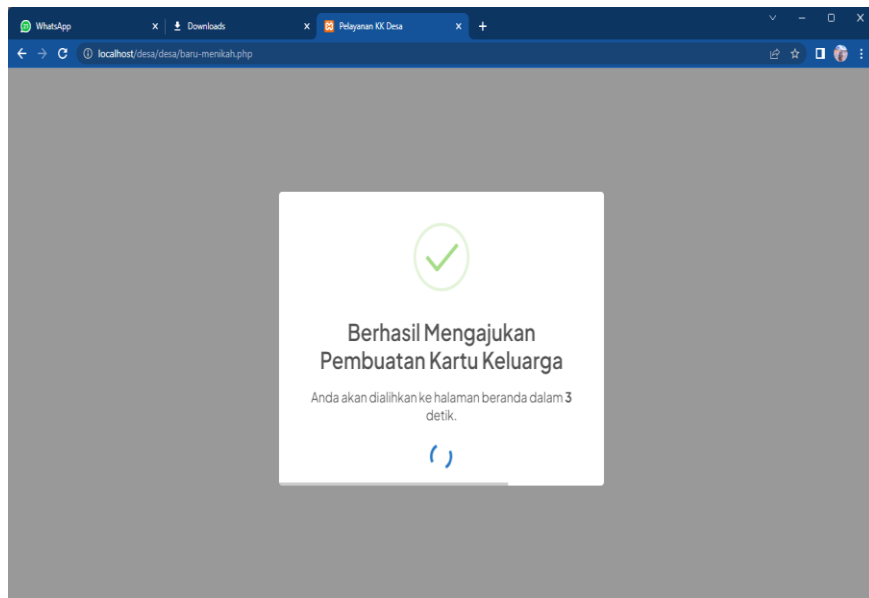 WhatsApp
Downloads
Pelayanan KK Desa
localhost/desa/desa/baru-menikah.php
Berhasil Mengajukan
Pembuatan Kartu Keluarga
Anda akan dialihkan ke halaman beranda dalam 3
detik.